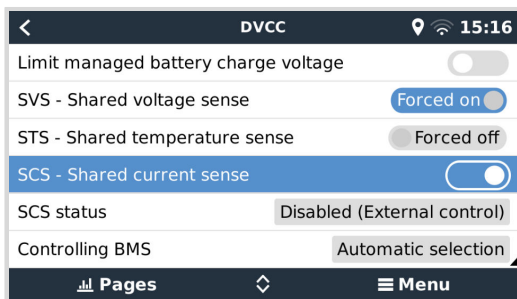 DVCC 15:16
Limit managed battery charge voltage
SVS - Shared voltage sense Forced on
STS - Shared temperature sense Forced off
SCS - Shared current sense
SCS status Disabled (External control)
Controlling BMS Automatic selection
Pages Menu